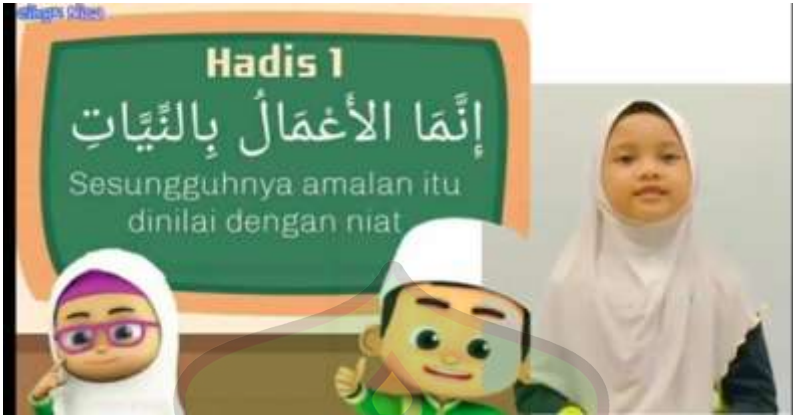 Hadis 1
إِنَّمَا الأَعْمَالُ بِالنِّيَّاتِ
Sesungguhnya amalan itu
dinilai dengan niat